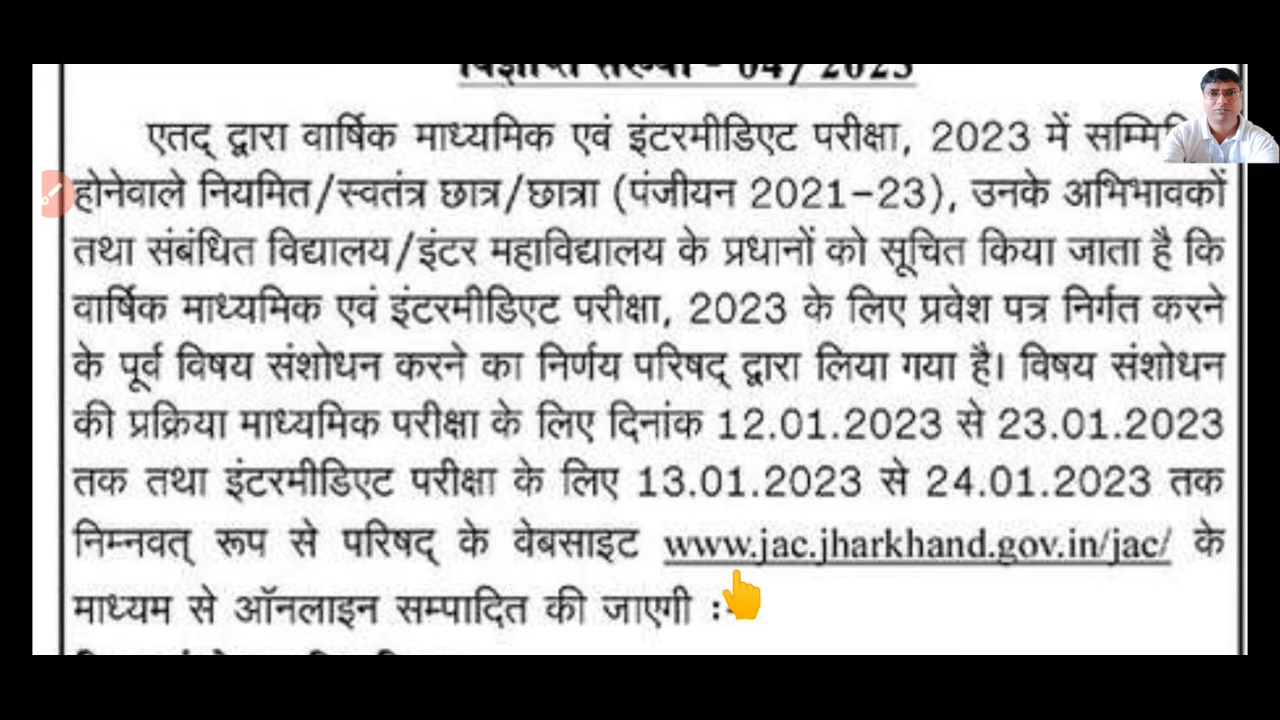 विज्ञप्ति संख्या - 04/ 2023
एतद् द्वारा वार्षिक माध्यमिक एवं इंटरमीडिएट परीक्षा, 2023 में
होनेवाले नियमित/स्वतंत्र छात्र/छात्रा (पंजीयन 2021-23), उनके अभिभावकों
तथा संबंधित विद्यालय/इंटर महाविद्यालय के प्रधानों को सूचित किया जाता है कि
वार्षिक माध्यमिक एवं इंटरमीडिएट परीक्षा, 2023 के लिए प्रवेश पत्र निर्गत करने
के पूर्व विषय संशोधन करने का निर्णय परिषद् द्वारा लिया गया है। विषय संशोधन
की प्रक्रिया माध्यमिक परीक्षा के लिए दिनांक 12.01.2023 से 23.01.2023
तक तथा इंटरमीडिएट परीक्षा के लिए 13.01.2023 से 24.01.2023 तक
निम्नवत् रूप से परिषद् के वेबसाइट www.jac.jharkhand.gov.in/jac/ के
माध्यम से ऑनलाइन सम्पादित की जाएगी :-